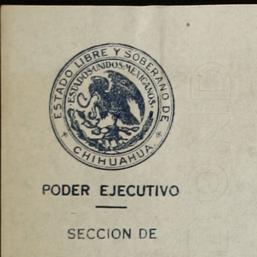 ESTADO LIBRE Y SOBERANO DE
CHIHUAHUA.
ESTADOS UNIDOS MEXICANOS
PODER EJECUTIVO
SECCION DE